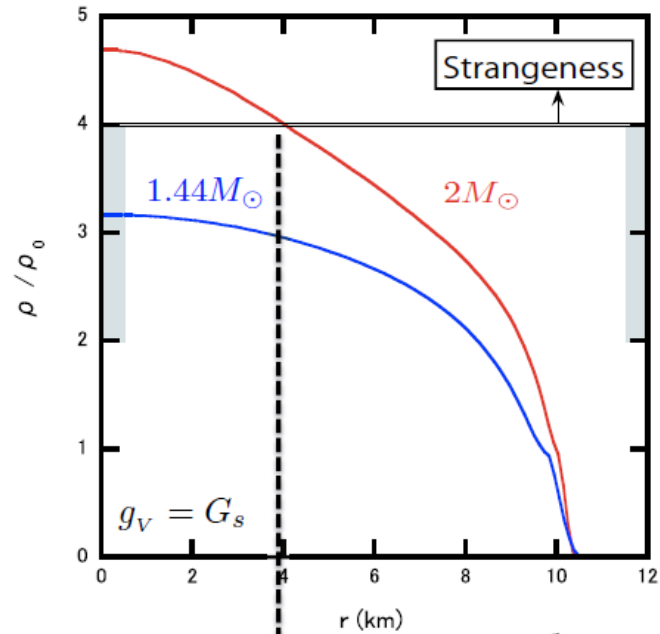 5
Strangeness
4
1.44M⊙
2M⊙
3
ρ / ρ₀
2
1
g_V = G_s
0
0 2 4 6 8 10 12
r (km)